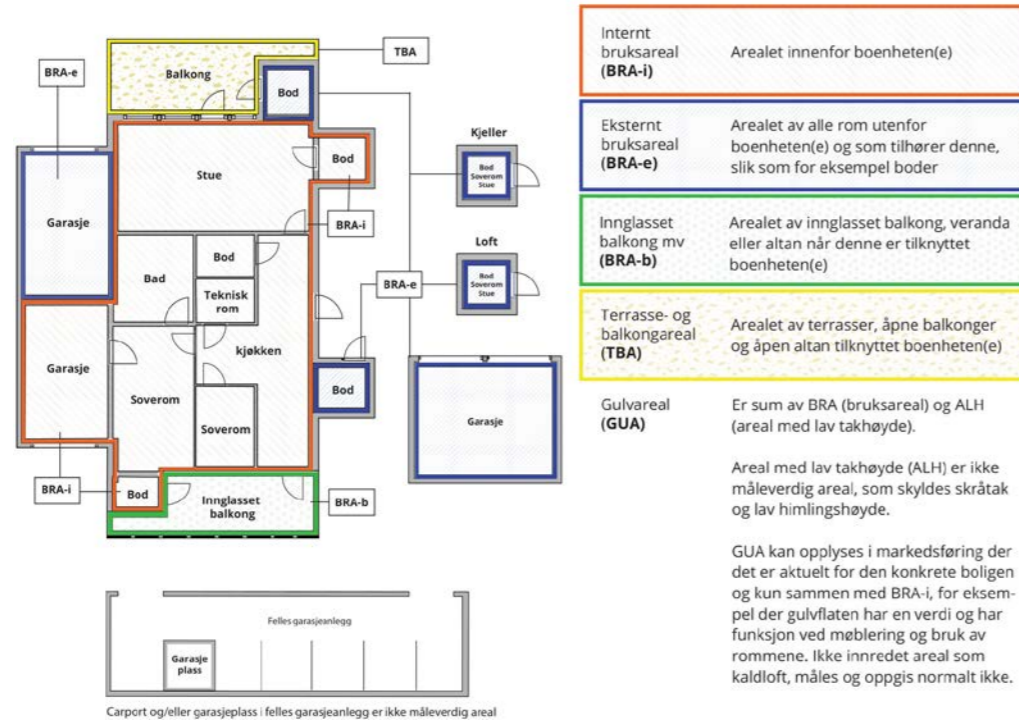 TBA
BRA-e
Balkong
Bod
Kjeller
Bod
Soverom
Stue
Stue
Bod
Garasje
BRA-i
Loft
Bod
Bad
Bod
Soverom
Stue
BRA-e
Teknisk
rom
kjøkken
Garasje
Soverom
Bod
Garasje
Soverom
BRA-i
Bod
Innglasset
balkong
BRA-b
Felles garasjeanlegg
Garasje
plass
Carport og/eller garasjeplass i felles garasjeanlegg er ikke måleverdig areal
Internt
bruksareal
(BRA-i)
Arealet innenfor boenheten(e)
Eksternt
bruksareal
(BRA-e)
Arealet av alle rom utenfor
boenheten(e) og som tilhører denne,
slik som for eksempel boder
Innglasset
balkong mv
(BRA-b)
Arealet av innglasset balkong, veranda
eller altan når denne er tilknyttet
boenheten(e)
Terrasse- og
balkongareal
(TBA)
Arealet av terrasser, åpne balkonger
og åpen altan tilknyttet boenheten(e)
Gulvareal
(GUA)
Er sum av BRA (bruksareal) og ALH
(areal med lav takhøyde).
Areal med lav takhøyde (ALH) er ikke
måleverdig areal, som skyldes skråtak
og lav himlingshøyde.
GUA kan opplyses i markedsføring der
det er aktuelt for den konkrete boligen
og kun sammen med BRA-i, for eksem-
pel der gulvflaten har en verdi og har
funksjon ved møblering og bruk av
rommene. Ikke innredet areal som
kaldloft, måles og oppgis normalt ikke.